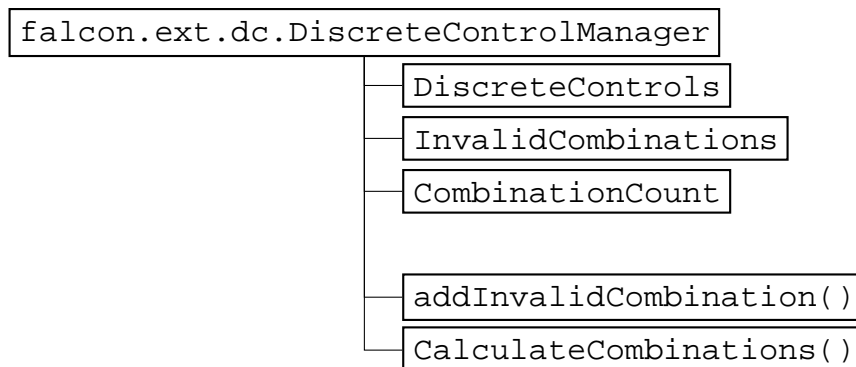 falcon.ext.dc.DiscreteControlManager
DiscreteControls
InvalidCombinations
CombinationCount
addInvalidCombination()
CalculateCombinations()